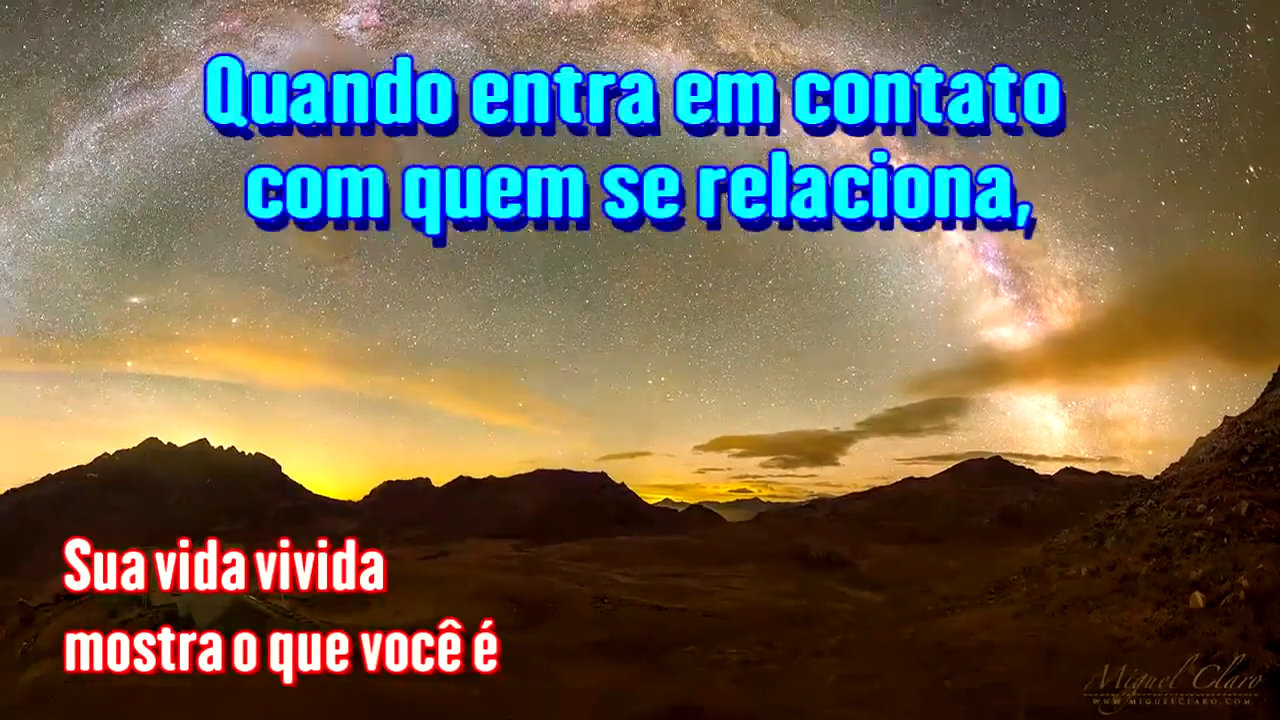 Quando entra em contato
com quem se relaciona,
Sua vida vivida
mostra o que você é
Miguel Claro
WWW.MIGUELCLARO.COM